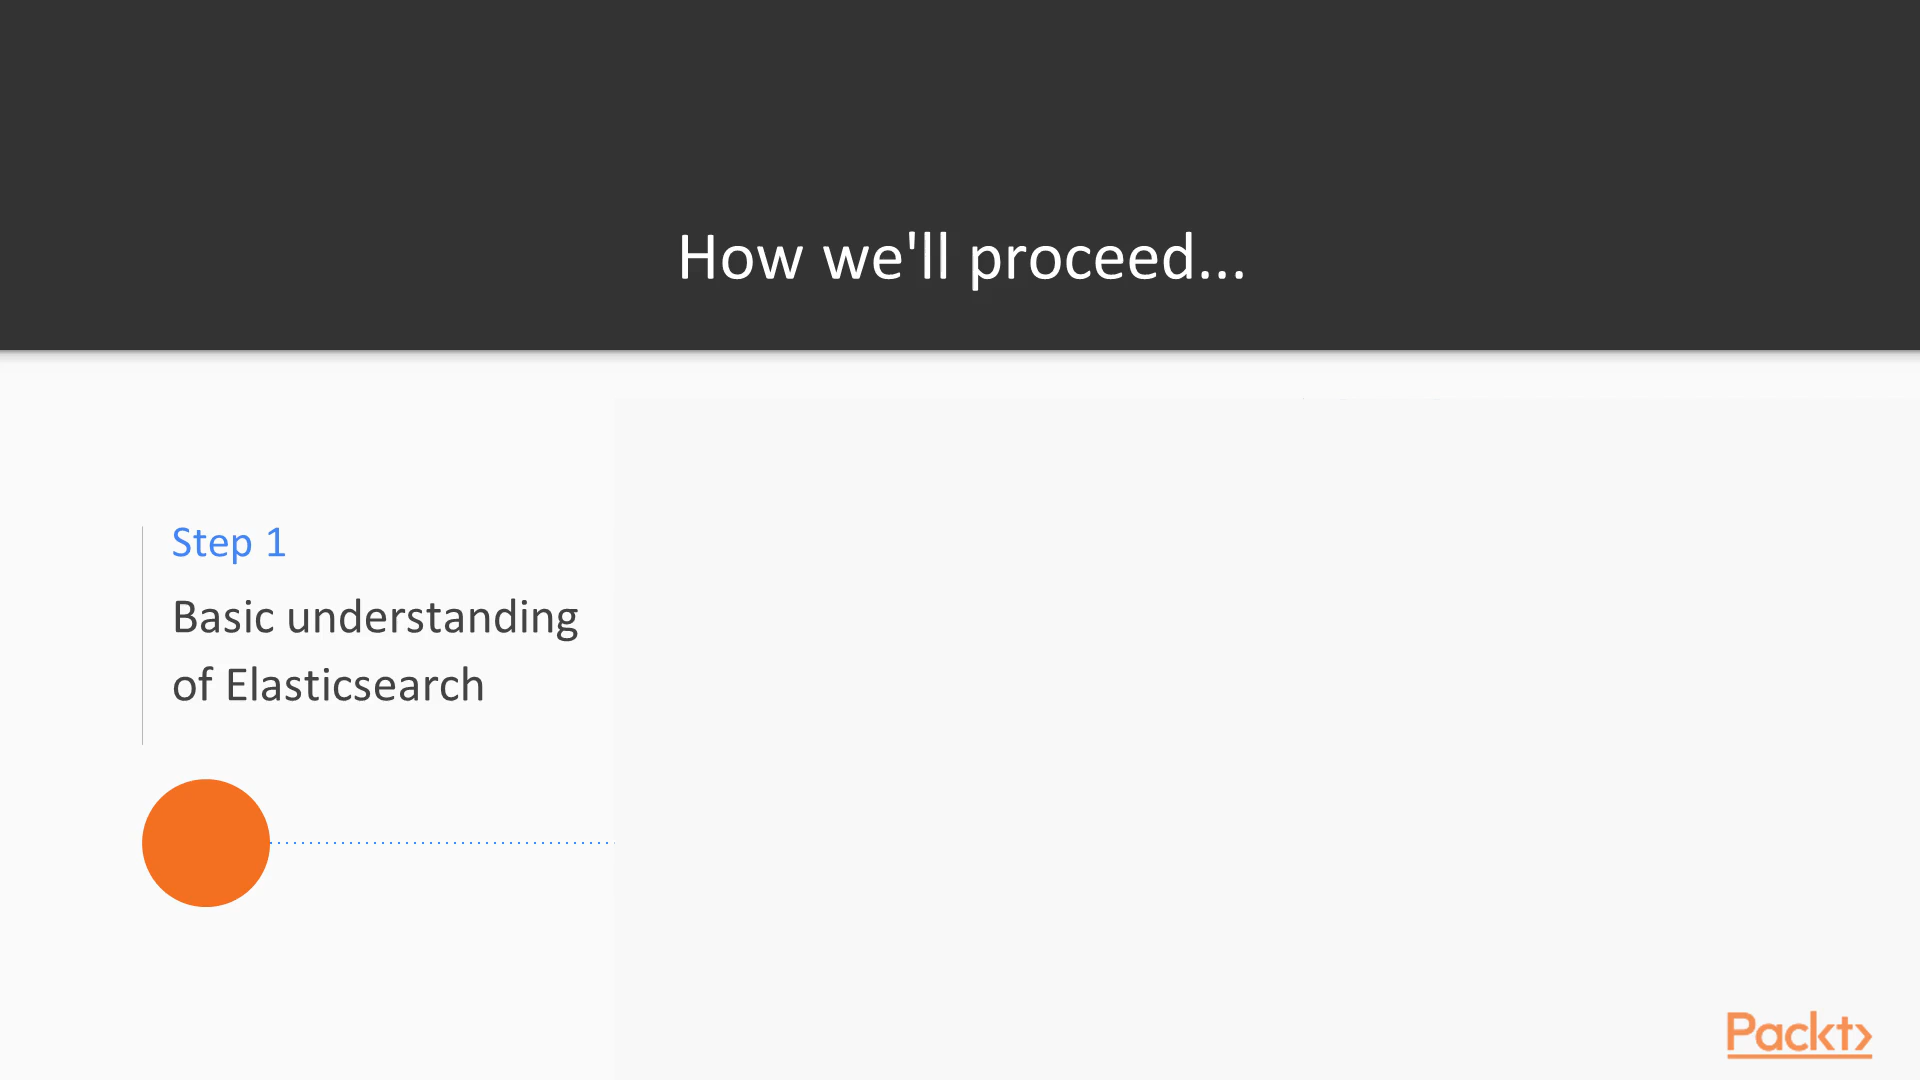 How we'll proceed...
Step 1
Basic understanding
of Elasticsearch
Packt>